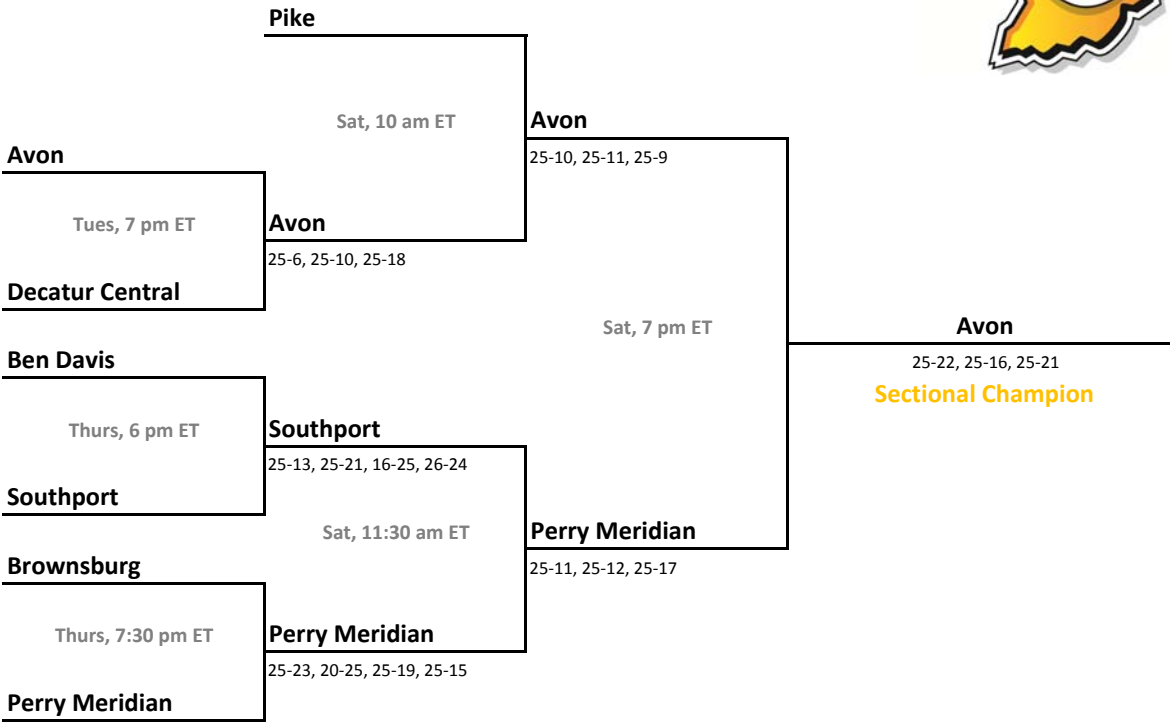 Pike
Sat, 10 am ET
Avon
25-10, 25-11, 25-9
Avon
Tues, 7 pm ET
Avon
25-6, 25-10, 25-18
Decatur Central
Sat, 7 pm ET
Avon
25-22, 25-16, 25-21
Sectional Champion
Ben Davis
Thurs, 6 pm ET
Southport
25-13, 25-21, 16-25, 26-24
Southport
Sat, 11:30 am ET
Perry Meridian
25-11, 25-12, 25-17
Brownsburg
Thurs, 7:30 pm ET
Perry Meridian
25-23, 20-25, 25-19, 25-15
Perry Meridian